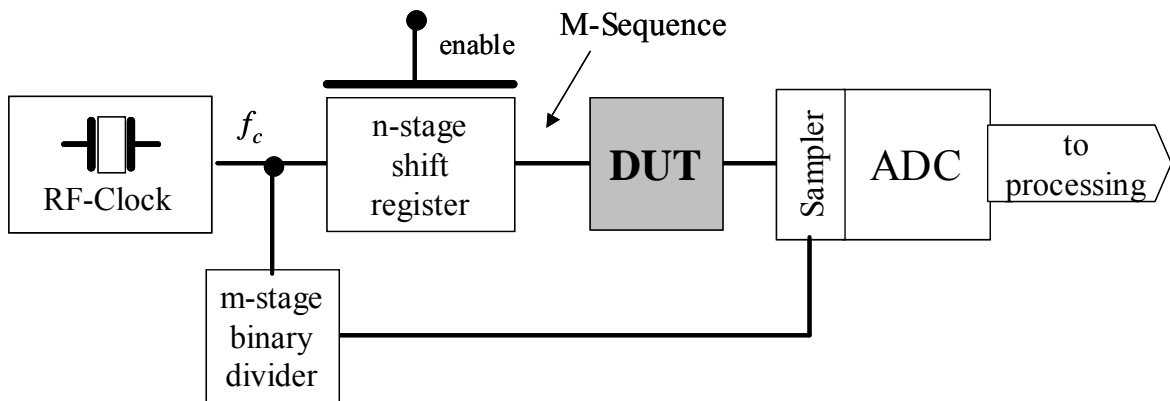 M-Sequence
enable
f_c
RF-Clock
n-stage
shift
register
DUT
Sampler
ADC
to
processing
m-stage
binary
divider